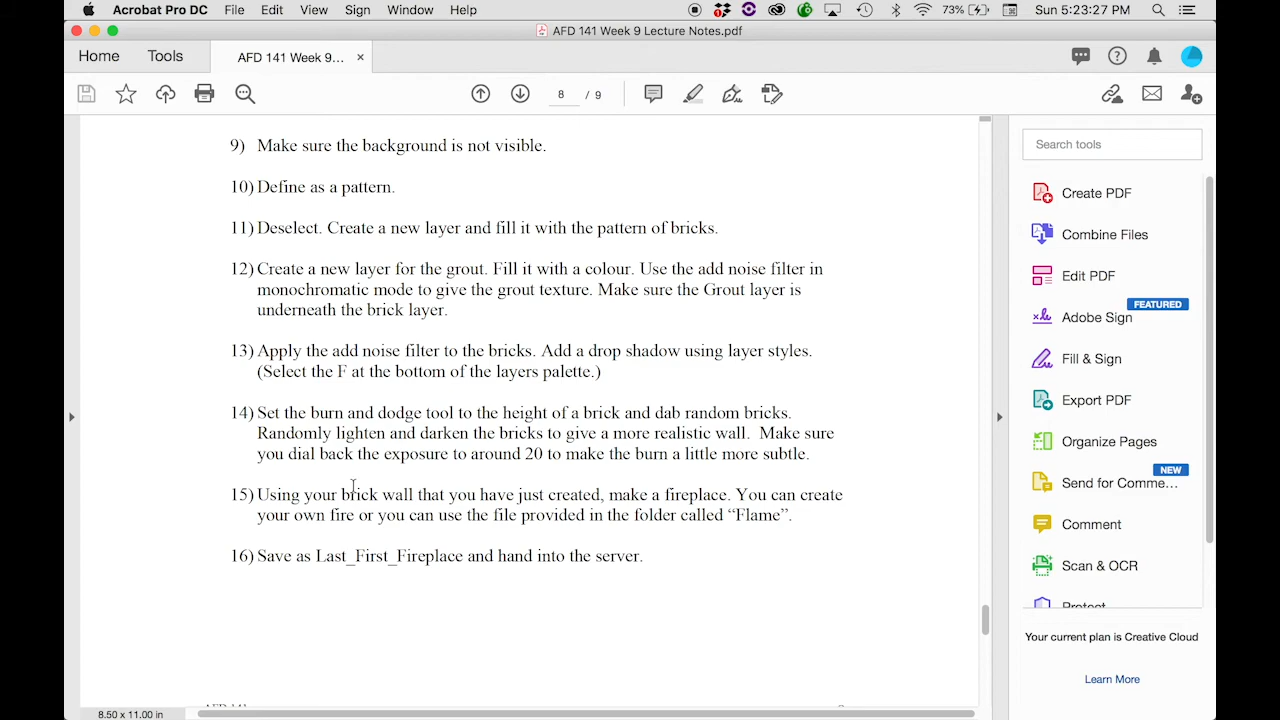 Acrobat Pro DC File Edit View Sign Window Help 73% Sun 5:23:27 PM
AFD 141 Week 9 Lecture Notes.pdf
Home Tools AFD 141 Week 9... ×
8 / 9
9) Make sure the background is not visible.
10) Define as a pattern.
11) Deselect. Create a new layer and fill it with the pattern of bricks.
12) Create a new layer for the grout. Fill it with a colour. Use the add noise filter in
monochromatic mode to give the grout texture. Make sure the Grout layer is
underneath the brick layer.
13) Apply the add noise filter to the bricks. Add a drop shadow using layer styles.
(Select the F at the bottom of the layers palette.)
14) Set the burn and dodge tool to the height of a brick and dab random bricks.
Randomly lighten and darken the bricks to give a more realistic wall. Make sure
you dial back the exposure to around 20 to make the burn a little more subtle.
15) Using your brick wall that you have just created, make a fireplace. You can create
your own fire or you can use the file provided in the folder called “Flame”.
16) Save as Last_First_Fireplace and hand into the server.
8.50 x 11.00 in
Search tools
Create PDF
Combine Files
Edit PDF
FEATURED
Adobe Sign
Fill & Sign
Export PDF
Organize Pages
NEW
Send for Comme...
Comment
Scan & OCR
Protect
Your current plan is Creative Cloud
Learn More